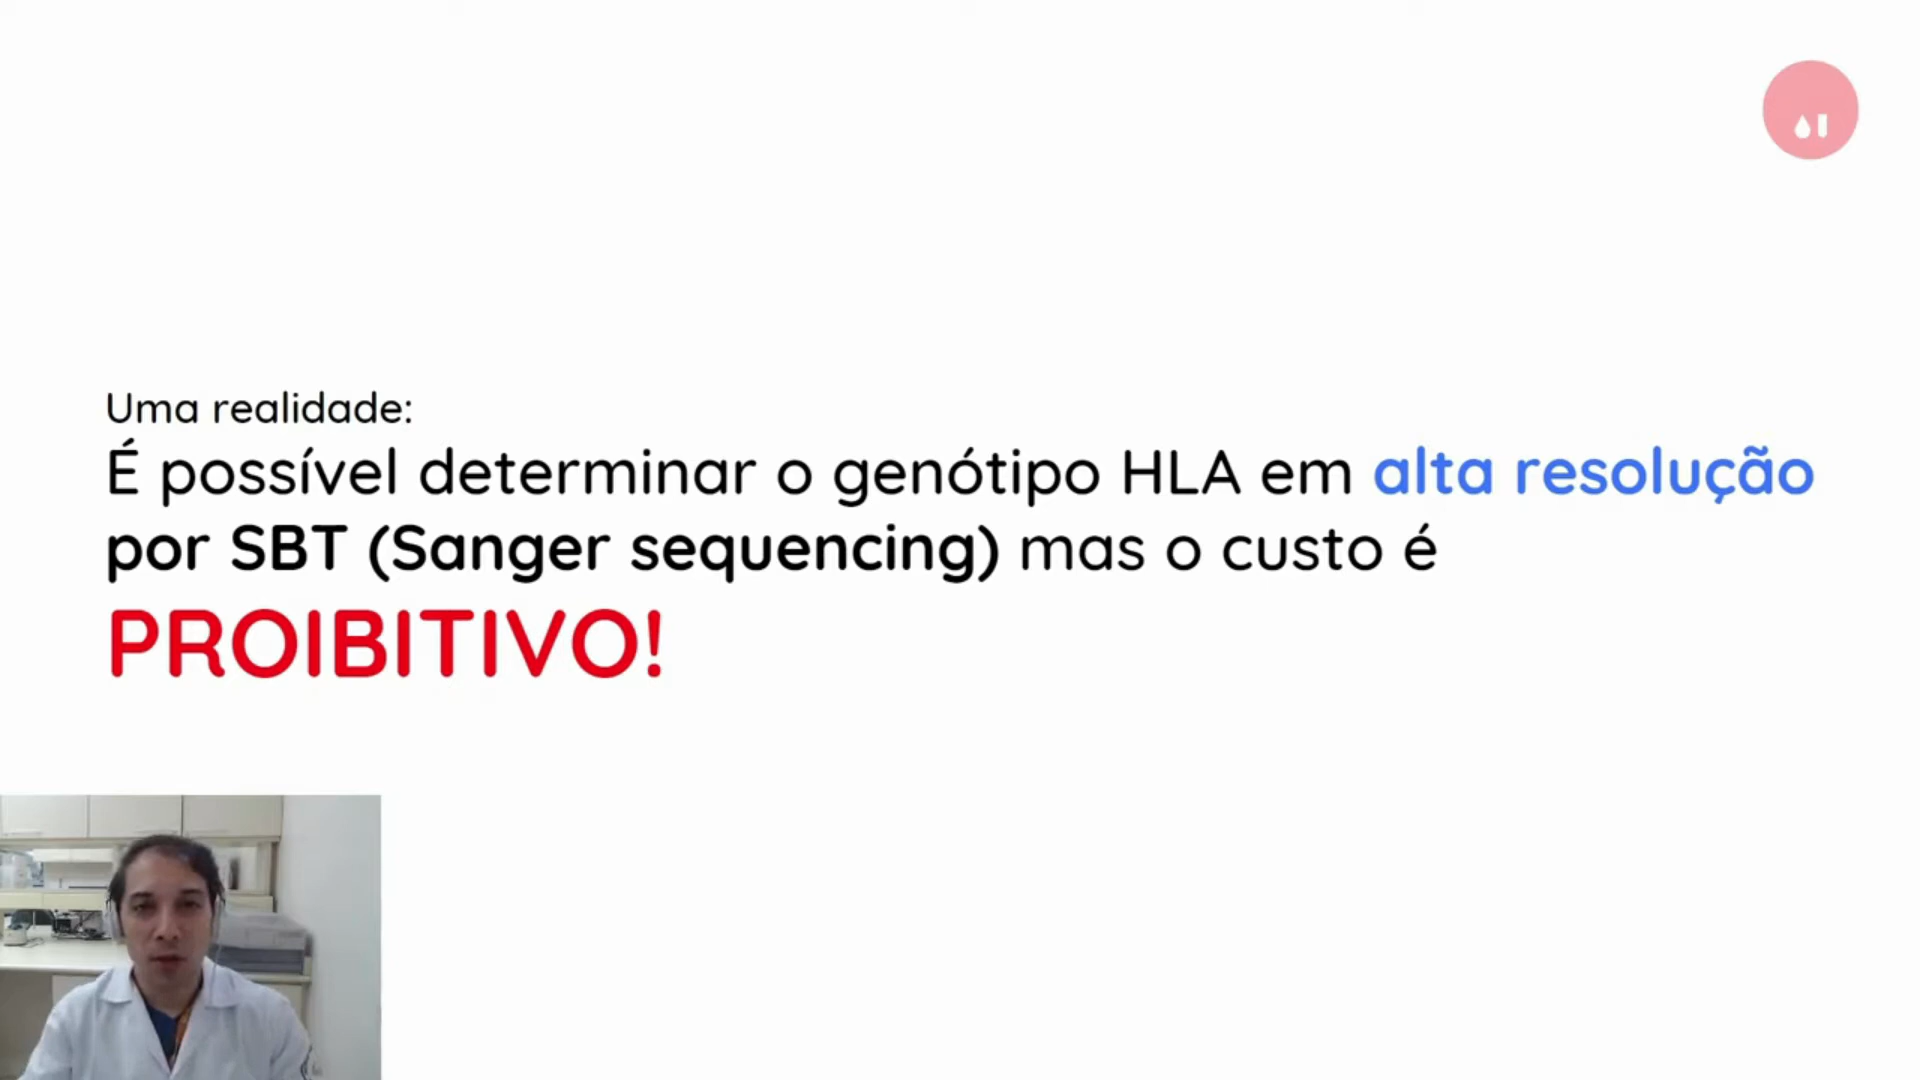 Uma realidade:
É possível determinar o genótipo HLA em alta resolução
por SBT (Sanger sequencing) mas o custo é
PROIBITIVO!